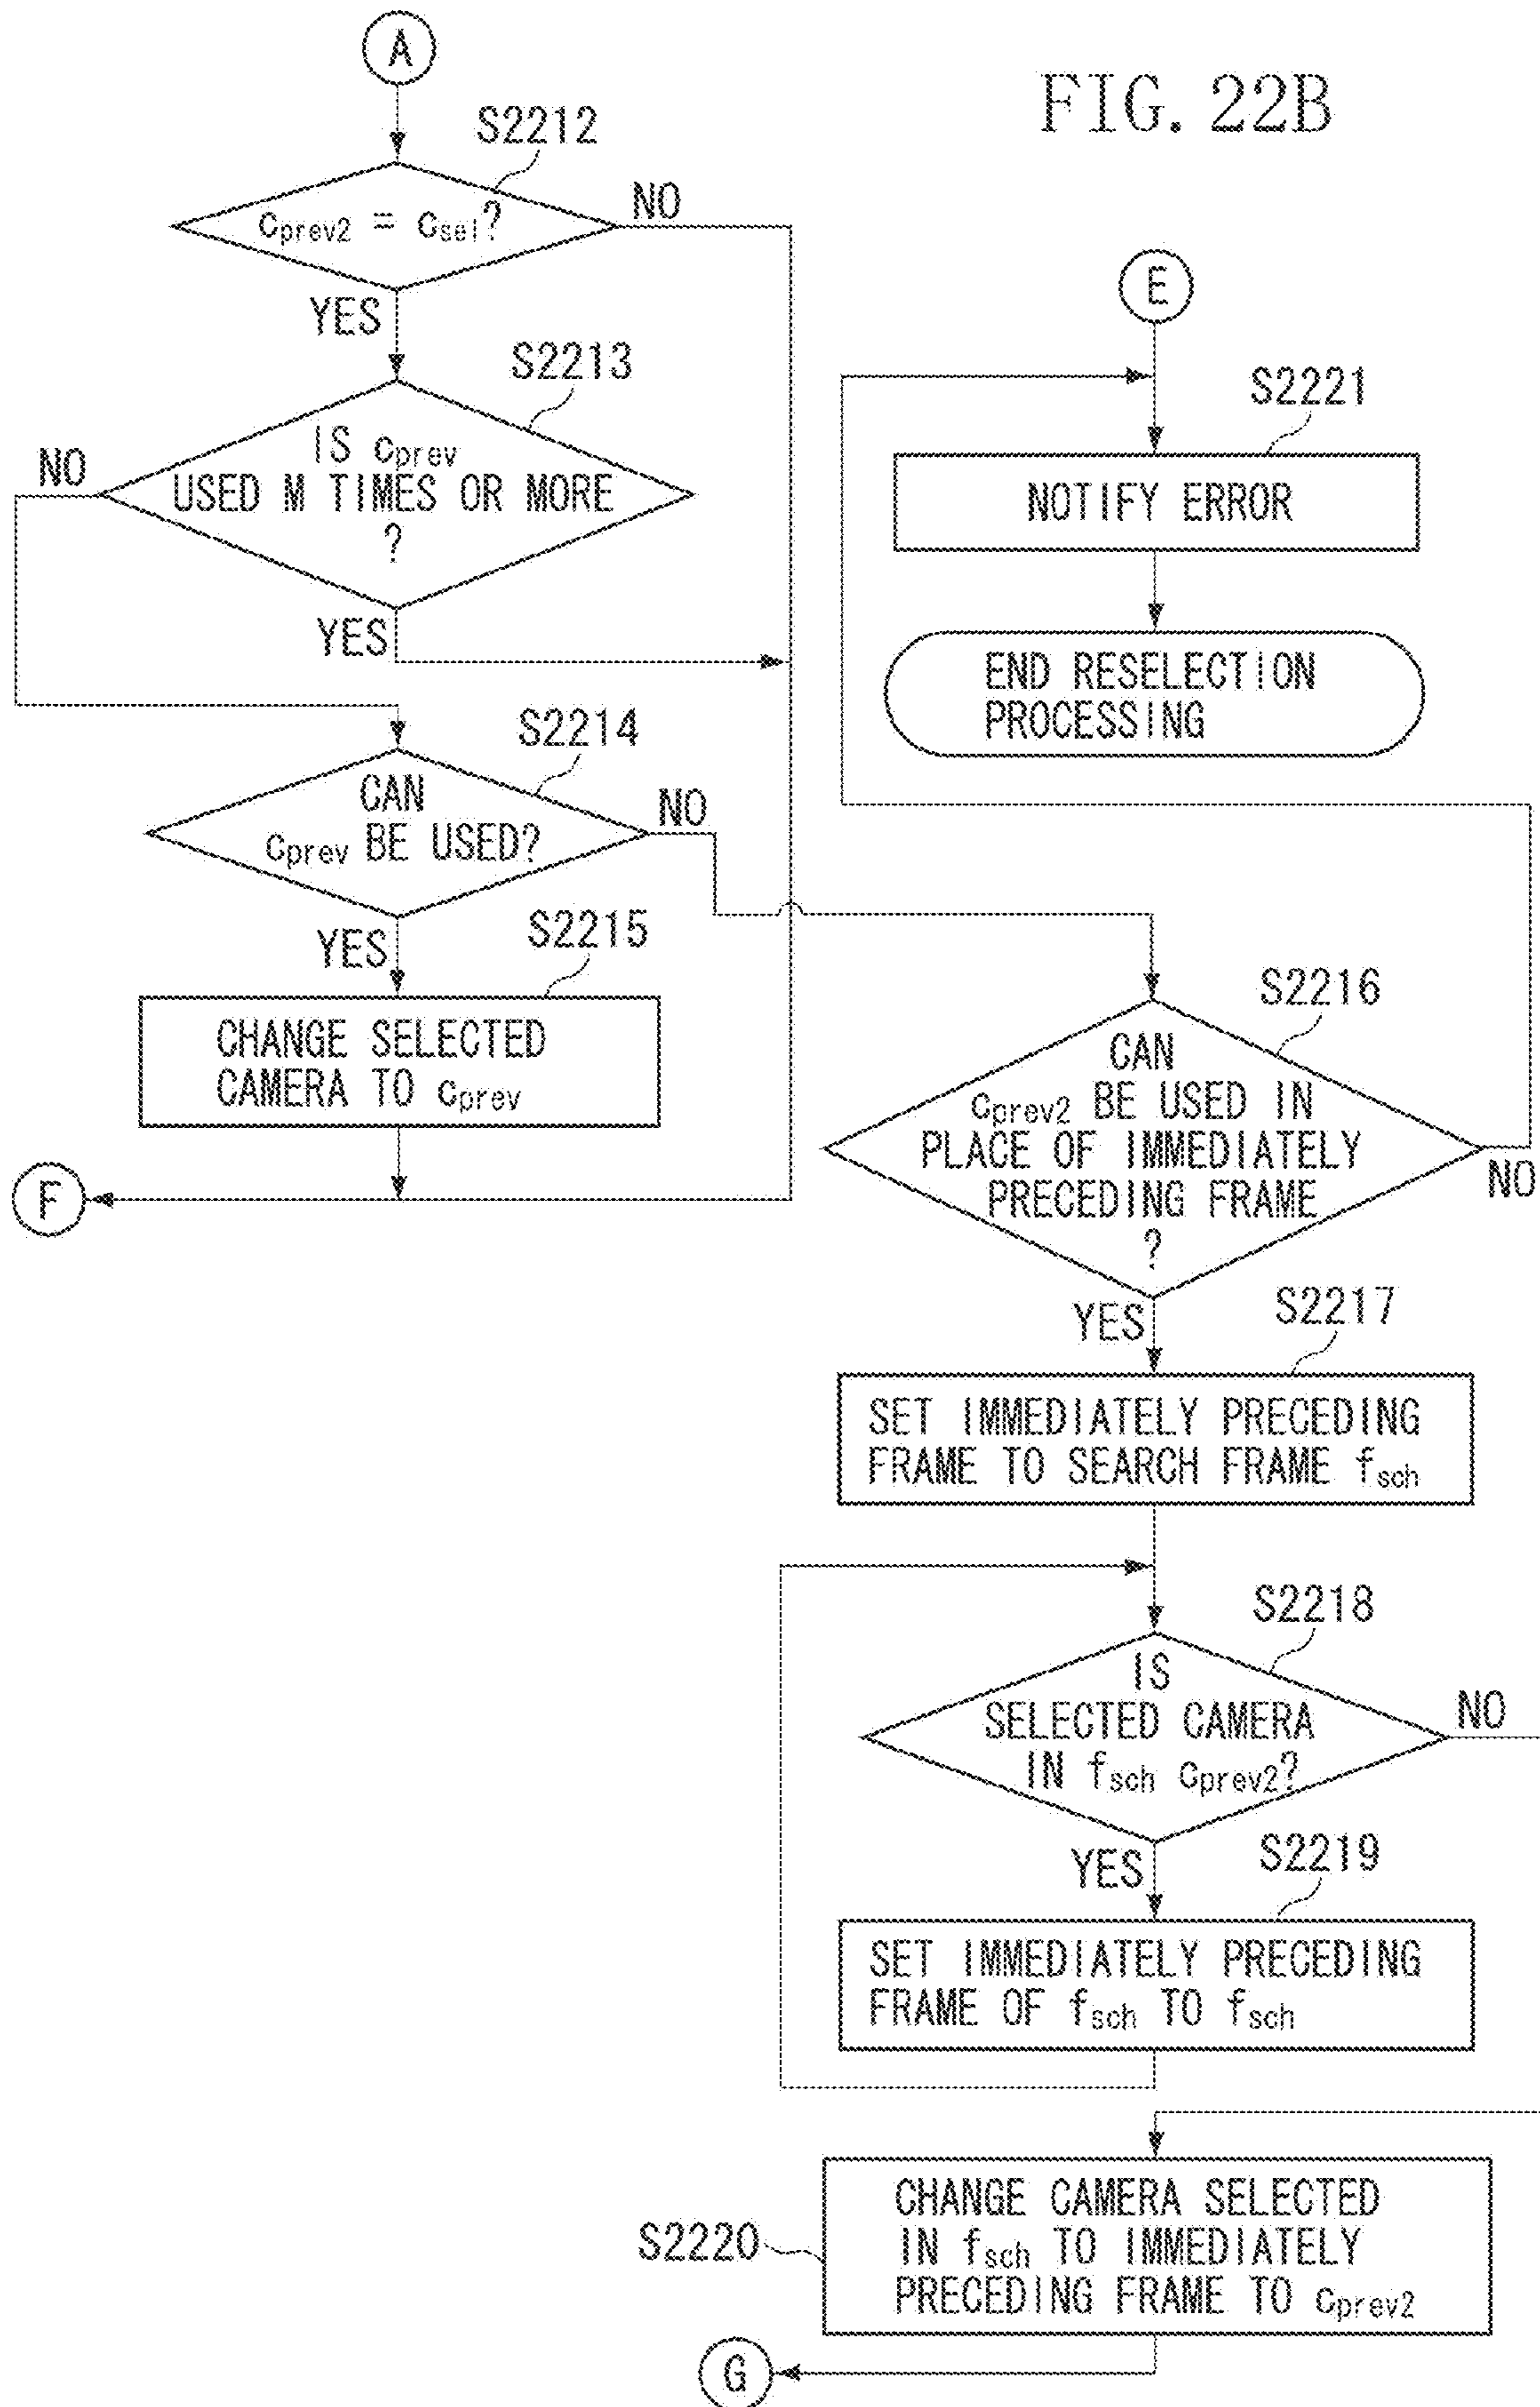 FIG. 22B
A
S2212
cprev2 = csel?
NO
YES
S2213
IS cprev
USED M TIMES OR MORE
?
NO
YES
S2214
CAN
cprev BE USED?
NO
YES
S2215
CHANGE SELECTED
CAMERA TO cprev
F
E
S2221
NOTIFY ERROR
END RESELECTION
PROCESSING
S2216
CAN
cprev2 BE USED IN
PLACE OF IMMEDIATELY
PRECEDING FRAME
?
NO
YES
S2217
SET IMMEDIATELY PRECEDING
FRAME TO SEARCH FRAME fsch
S2218
IS
SELECTED CAMERA
IN fsch cprev2?
NO
YES
S2219
SET IMMEDIATELY PRECEDING
FRAME OF fsch TO fsch
S2220
CHANGE CAMERA SELECTED
IN fsch TO IMMEDIATELY
PRECEDING FRAME TO cprev2
G